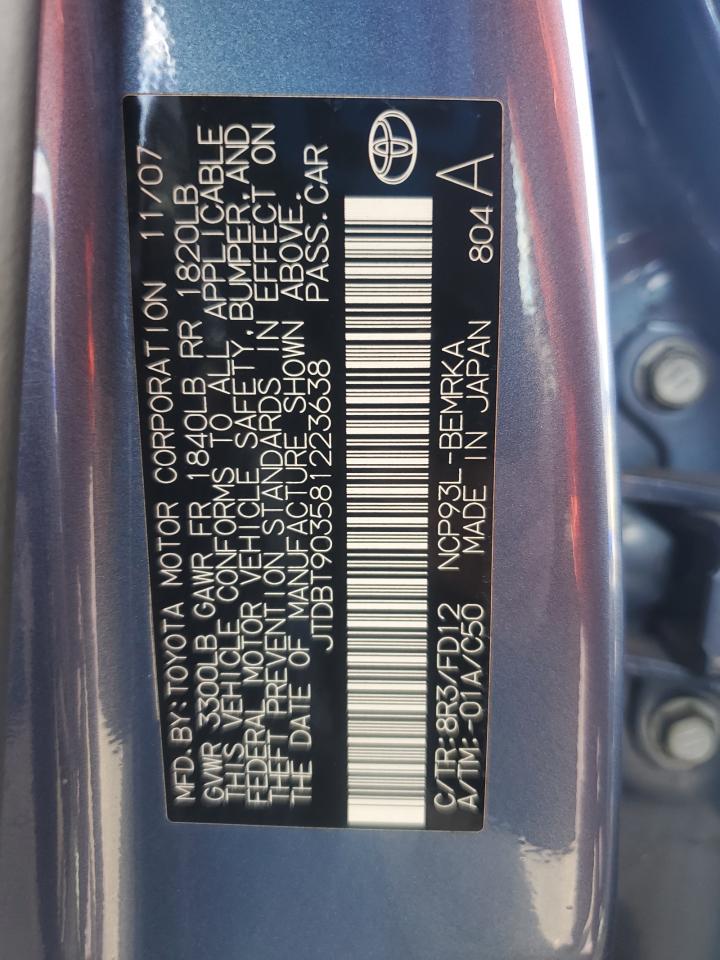 MFD.BY:TOYOTA MOTOR CORPORATION 11/07
GVWR 3300LB GAWR FR 1840LB RR 1820LB
THIS VEHICLE CONFORMS TO ALL APPLICABLE
FEDERAL MOTOR VEHICLE SAFETY,BUMPER,AND
THEFT PREVENTION STANDARDS IN EFFECT ON
THE DATE OF MANUFACTURE SHOWN ABOVE.
JTDBT903581223638 PASS.CAR
C/TR:8R3/FD12 NCP93L-BEMRKA
A/TM:-01A/C50 MADE IN JAPAN 804 A